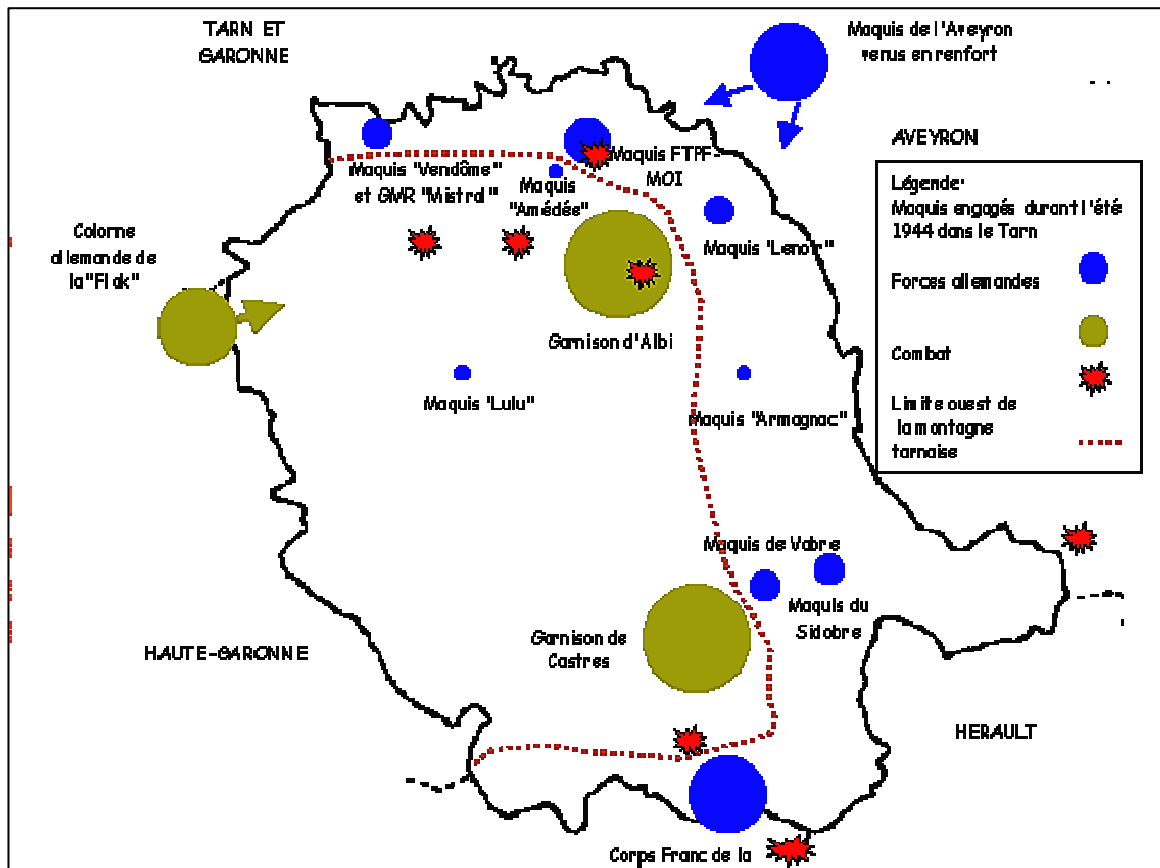 TARN ET
GARONNE
Maquis de l'Aveyron
venus en renfort
AVEYRON
Maquis "Vendôme"
et GMR "Mistral"
Maquis
"Amédée"
Maquis FTPF-
MOI
Maquis "Lenoir"
Colonne
allemande de
la "Flak"
Garnison d'Albi
Maquis "Lulu"
Maquis "Armagnac"
Légende:
Maquis engagés durant l'été
1944 dans le Tarn
Forces allemandes
Combat
Limite ouest de
la montagne
tarnaise
Maquis de Vabre
Maquis du
Sidobre
Garnison de
Castres
HAUTE-GARONNE
HERAULT
Corps Franc de la